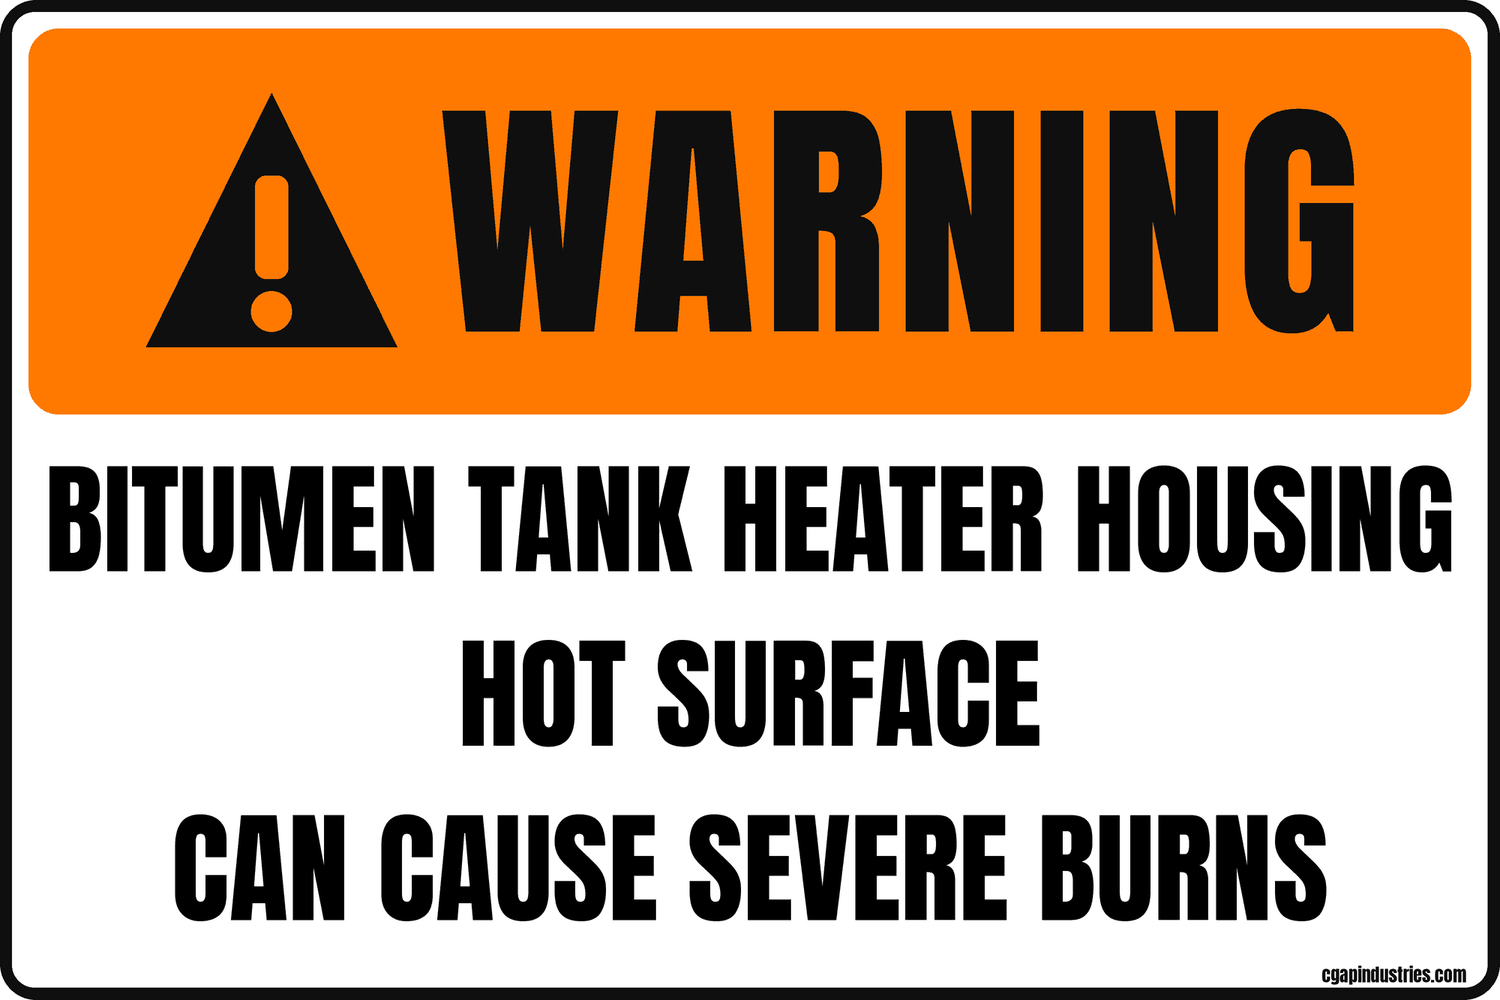 WARNING
BITUMEN TANK HEATER HOUSING
HOT SURFACE
CAN CAUSE SEVERE BURNS
cgapindustries.com